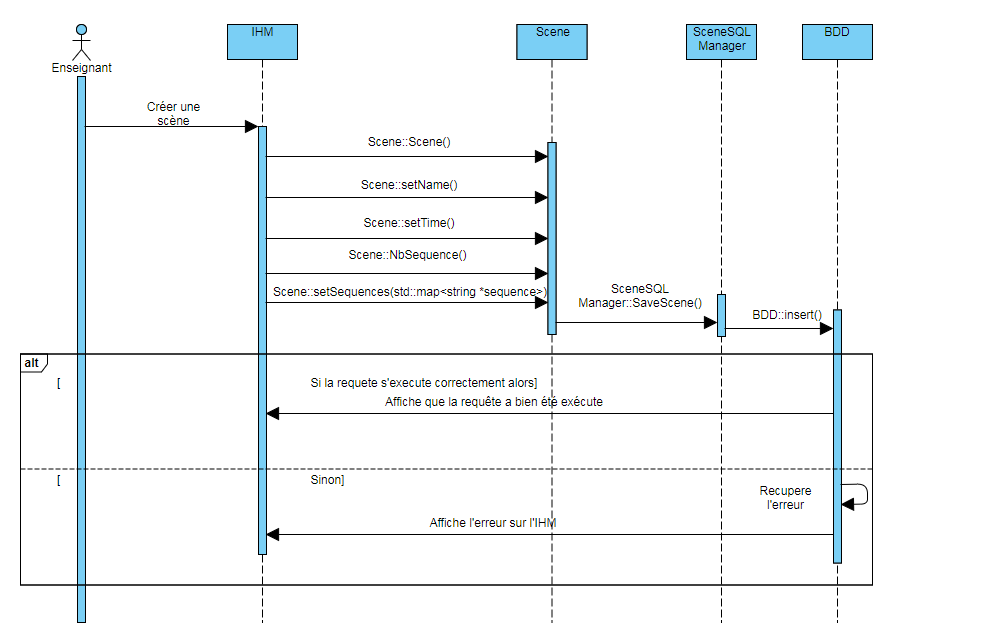 IHM
Scene
SceneSQL
Manager
BDD
Enseignant
Créer une
scène
Scene::Scene()
Scene::setName()
Scene::setTime()
Scene::NbSequence()
Scene::setSequences(std::map<string *sequence>)
SceneSQL
Manager::SaveScene()
BDD::insert()
alt
[ Si la requete s'execute correctement alors]
Affiche que la requête a bien été exécute
[ Sinon]
Recupere
l'erreur
Affiche l'erreur sur l'IHM